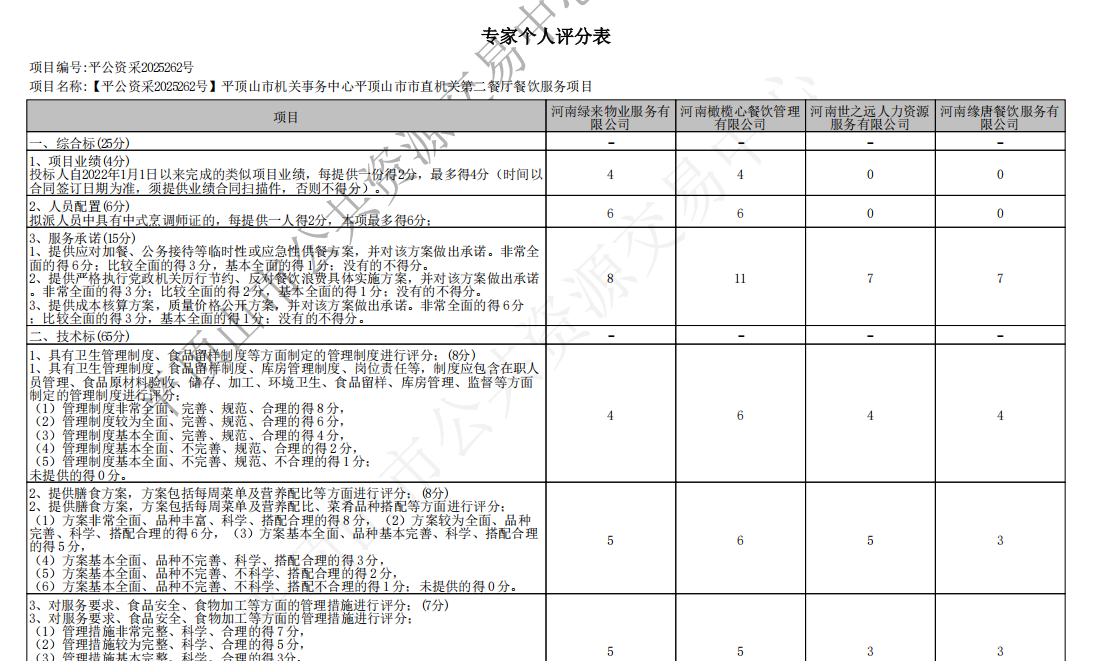 专家个人评分表
项目编号:平公资采2025262号
项目名称:【平公资采2025262号】平顶山市机关事务中心平顶山市市直机关第二餐厅餐饮服务项目
项目
河南绿来物业服务有限公司
河南橄榄心餐饮管理有限公司
河南世之远人力资源服务有限公司
河南缘唐餐饮服务有限公司
一、综合标(25分)
-
-
-
-
1、项目业绩(4分)
投标人自2022年1月1日以来完成的类似项目业绩，每提供一份得2分，最多得4分（时间以
合同签订日期为准，须提供业绩合同扫描件，否则不得分）。
4
4
0
0
2、人员配置(6分)
拟派人员中具有中式烹调师证的，每提供一人得2分，本项最多得6分；
6
6
0
0
3、服务承诺(15分)
1、提供应对加餐、公务接待等临时性或应急性供餐方案，并对该方案做出承诺。非常全
面的得6分；比较全面的得3分，基本全面的得1分；没有的不得分。
2、提供严格执行党政机关厉行节约、反对餐饮浪费具体实施方案，并对该方案做出承诺
。非常全面的得3分；比较全面的得2分，基本全面的得1分；没有的不得分。
3、提供成本核算方案，质量价格公开方案，并对该方案做出承诺。非常全面的得6分
；比较全面的得3分，基本全面的得1分；没有的不得分。
8
11
7
7
二、技术标(65分)
-
-
-
-
1、具有卫生管理制度、食品留样制度等方面制定的管理制度进行评分；(8分)
1、具有卫生管理制度、食品留样制度、库房管理制度、岗位责任等，制度应包含在职人
员管理、食品原材料验收、储存、加工、环境卫生、食品留样、库房管理、监督等方面
制定的管理制度进行评分；
（1）管理制度非常全面、完善、规范、合理的得8分，
（2）管理制度较为全面、完善、规范、合理的得6分，
（3）管理制度基本全面、完善、规范、合理的得4分，
（4）管理制度基本全面、不完善、规范、合理的得2分，
（5）管理制度基本全面、不完善、规范、不合理的得1分；
未提供的得0分。
4
6
4
4
2、提供膳食方案，方案包括每周菜单及营养配比等方面进行评分；(8分)
2、提供膳食方案，方案包括每周菜单及营养配比、菜肴品种搭配等方面进行评分；
（1）方案非常全面、品种丰富、科学、搭配合理的得8分，（2）方案较为全面、品种
完善、科学、搭配合理的得6分，（3）方案基本全面、品种基本完善、科学、搭配合理
的得5分，
（4）方案基本全面、品种不完善、科学、搭配合理的得3分，
（5）方案基本全面、品种不完善、不科学、搭配合理的得2分，
（6）方案基本全面、品种不完善、不科学、搭配不合理的得1分；未提供的得0分。
5
6
5
3
3、对服务要求、食品安全、食物加工等方面的管理措施进行评分；(7分)
3、对服务要求、食品安全、食物加工等方面的管理措施进行评分；
（1）管理措施非常完整、科学、合理的得7分，
（2）管理措施较为完整、科学、合理的得5分，
（3）管理措施基本完整、科学、合理的得3分，
5
5
3
3
平顶山市公共资源交易中心
市公共资源交易中心